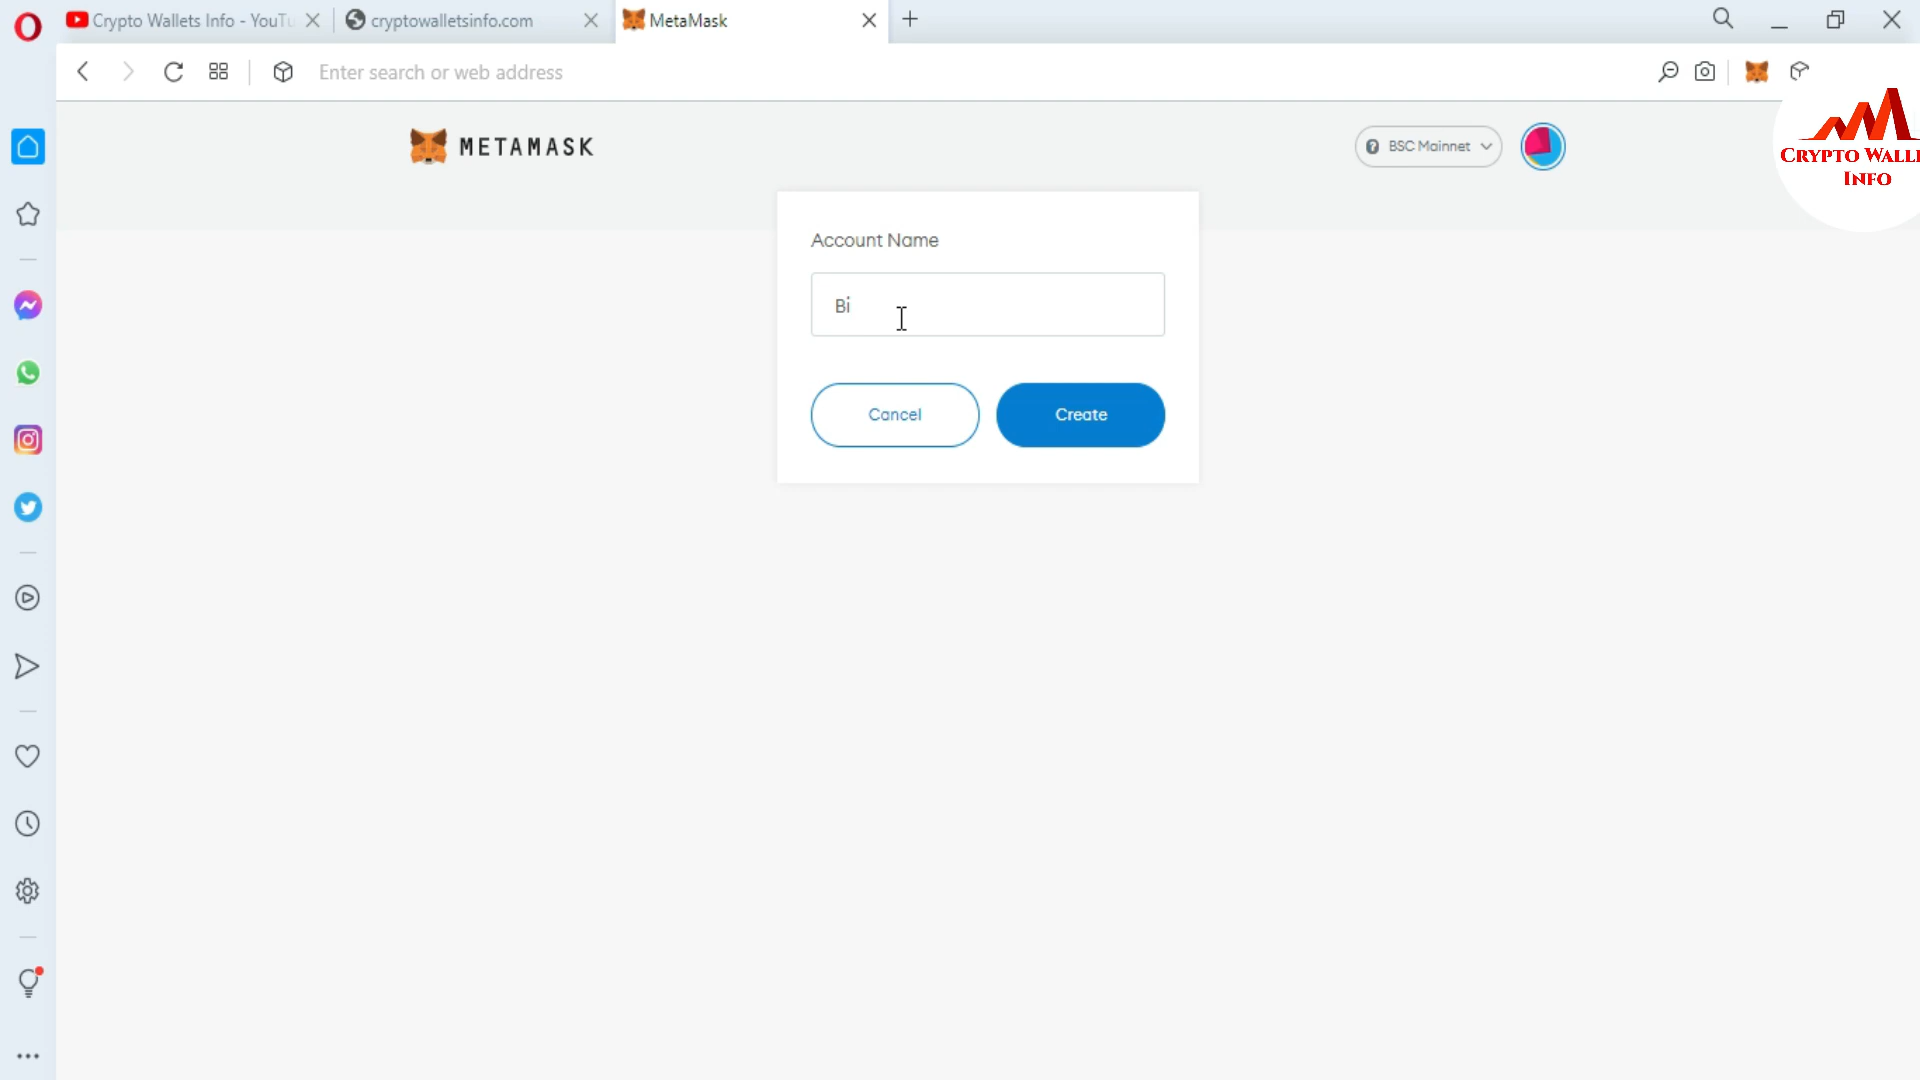 Crypto Wallets Info - YouTu
cryptowalletsinfo.com
MetaMask
Enter search or web address
METAMASK
BSC Mainnet
CRYPTO WALLE
INFO
Account Name
Bi
Cancel
Create